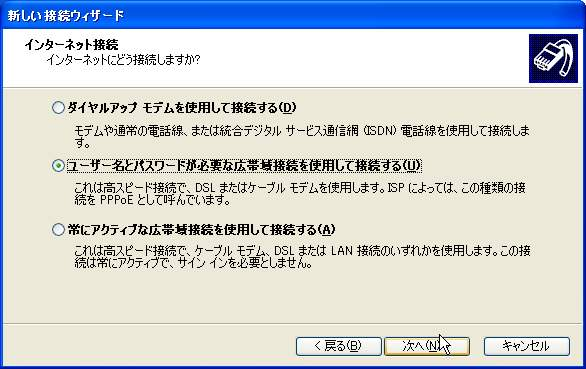 新しい接続ウィザード
インターネット接続
インターネットにどう接続しますか?
ダイヤルアップ モデムを使用して接続する(D)
モデムや通常の電話線、または統合デジタル サービス通信網 (ISDN) 電話線を使用して接続しま
す。
ユーザー名とパスワードが必要な広帯域接続を使用して接続する(U)
これは高スピード接続で、DSL またはケーブル モデムを使用します。ISP によっては、この種類の接
続を PPPoE として呼んでいます。
常にアクティブな広帯域接続を使用して接続する(A)
これは高スピード接続で、ケーブル モデム、DSL または LAN 接続のいずれかを使用します。この接
続は常にアクティブで、サイン インを必要としません。
< 戻る(B)
次へ(N) >
キャンセル